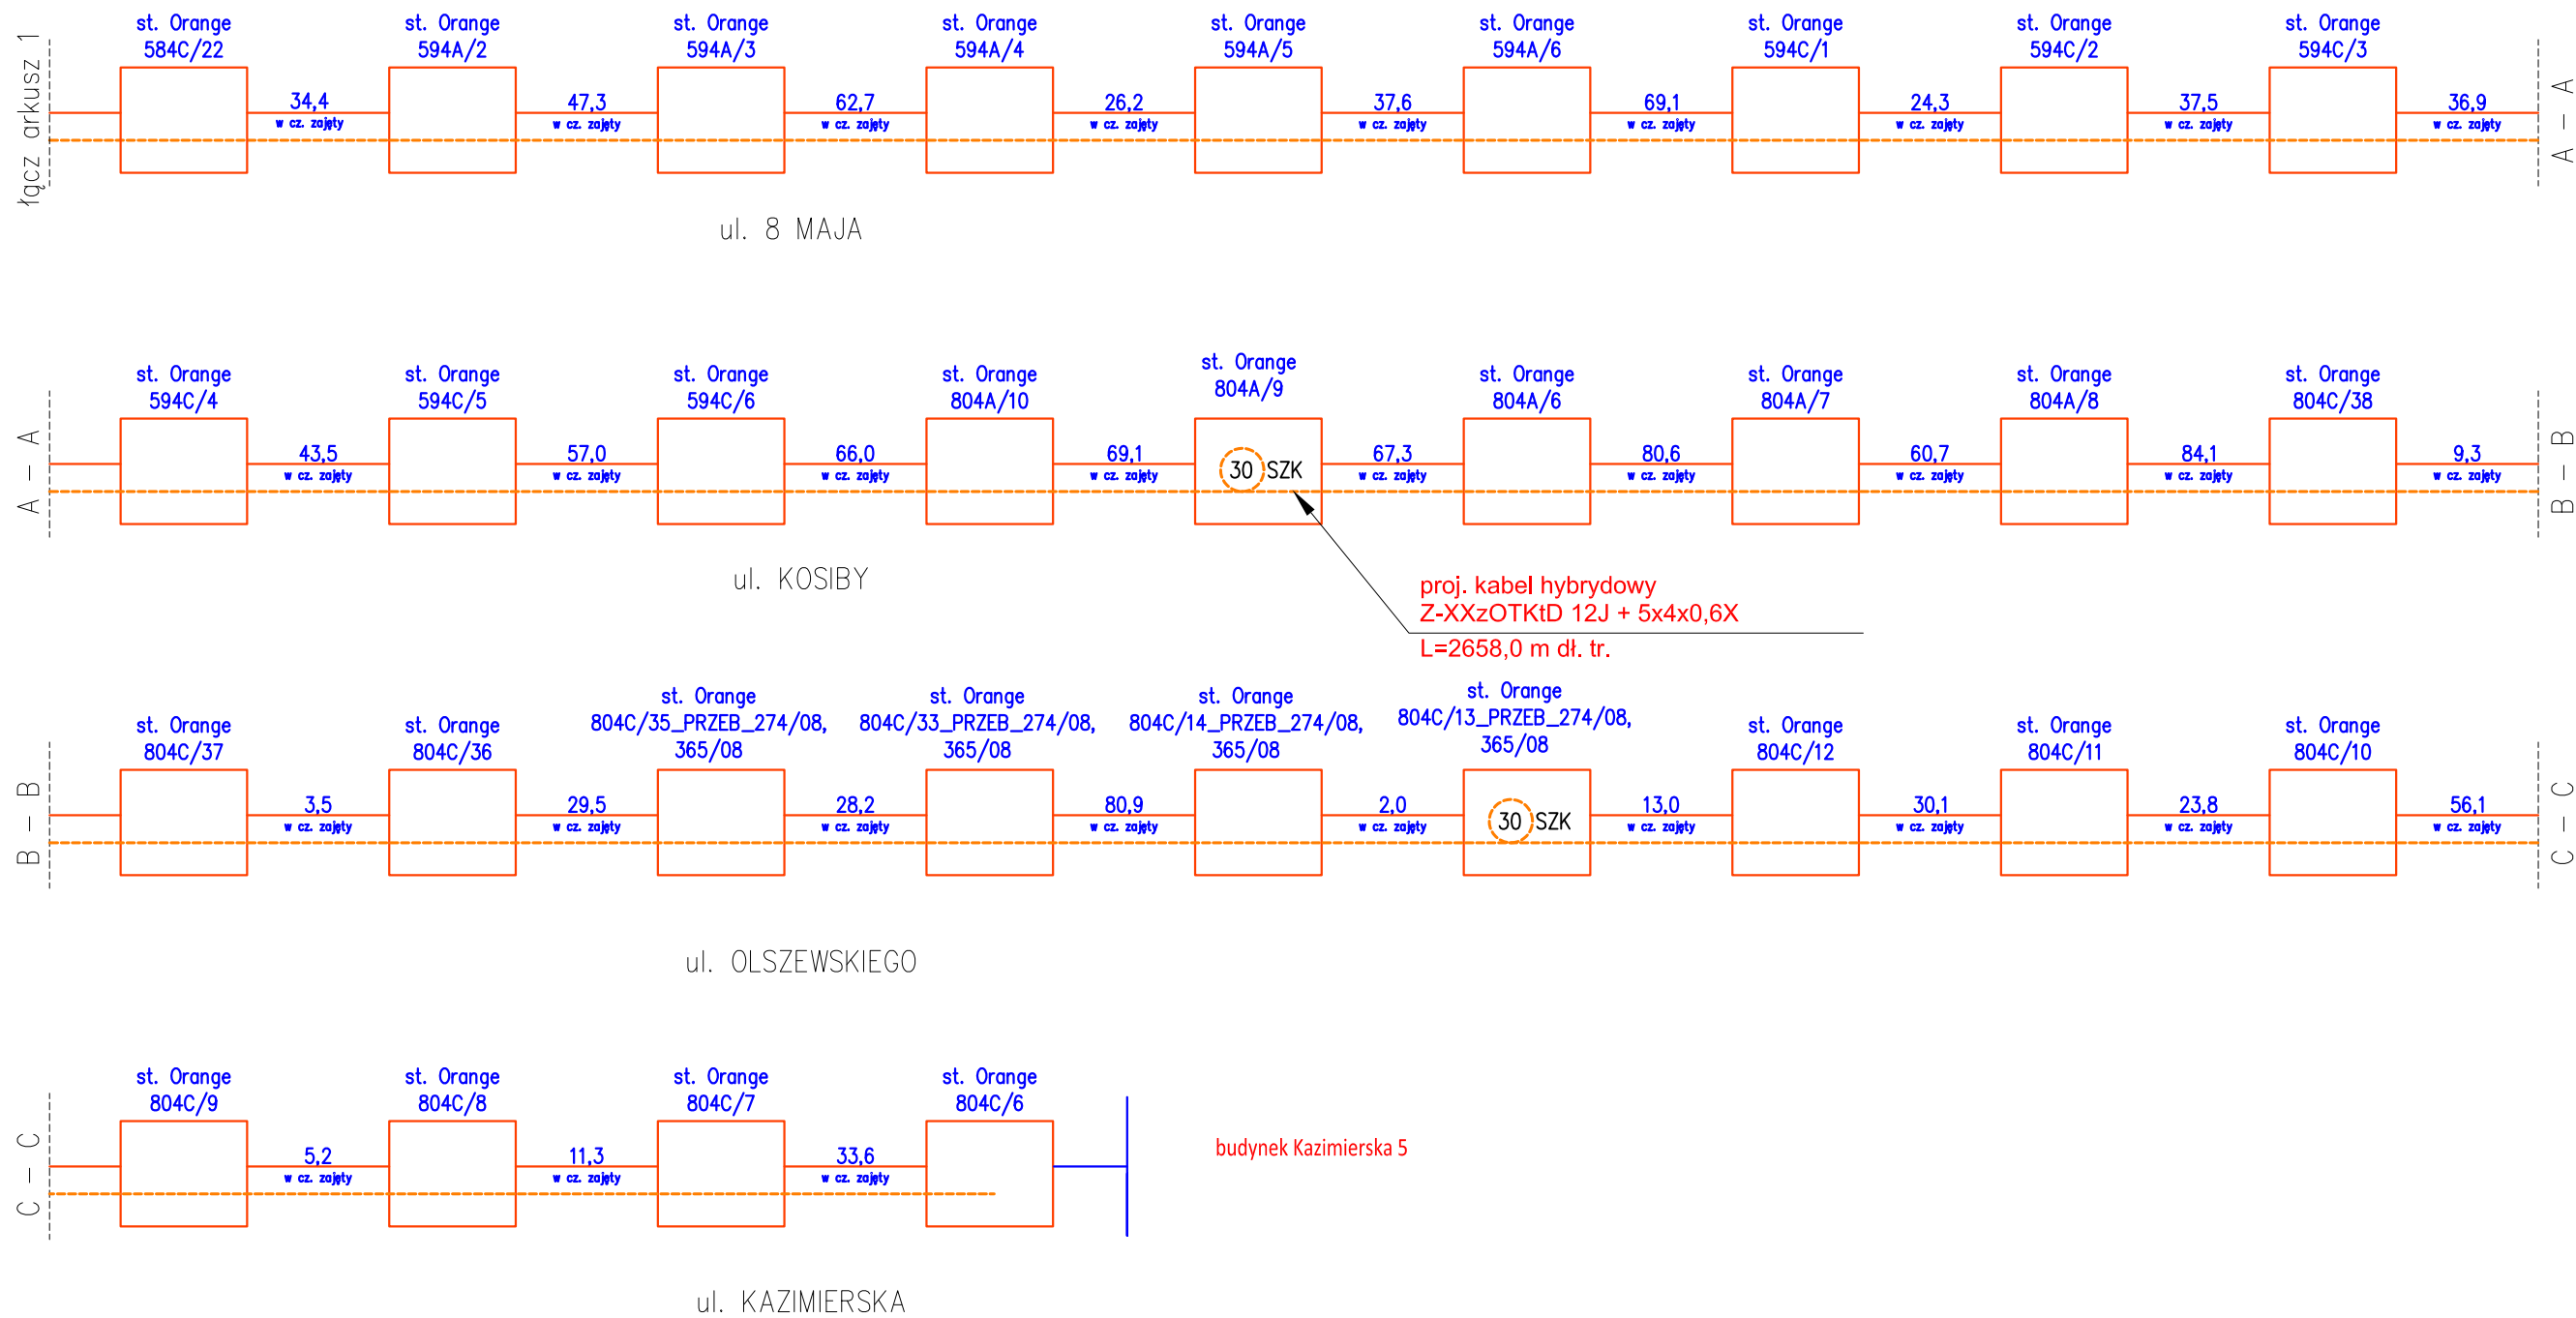 łącz arkusz 1
st. Orange
584C/22
st. Orange
594A/2
st. Orange
594A/3
st. Orange
594A/4
st. Orange
594A/5
st. Orange
594A/6
st. Orange
594C/1
st. Orange
594C/2
st. Orange
594C/3
34,4
w cz. zajęty
47,3
w cz. zajęty
62,7
w cz. zajęty
26,2
w cz. zajęty
37,6
w cz. zajęty
69,1
w cz. zajęty
24,3
w cz. zajęty
37,5
w cz. zajęty
36,9
w cz. zajęty
A - A
ul. 8 MAJA
A - A
st. Orange
594C/4
st. Orange
594C/5
st. Orange
594C/6
st. Orange
804A/10
st. Orange
804A/9
st. Orange
804A/6
st. Orange
804A/7
st. Orange
804A/8
st. Orange
804C/38
43,5
w cz. zajęty
57,0
w cz. zajęty
66,0
w cz. zajęty
69,1
w cz. zajęty
30 SZK
67,3
w cz. zajęty
80,6
w cz. zajęty
60,7
w cz. zajęty
84,1
w cz. zajęty
9,3
w cz. zajęty
B - B
ul. KOSIBY
proj. kabel hybrydowy
Z-XXzOTKtD 12J + 5x4x0,6X
L=2658,0 m dł. tr.
B - B
st. Orange
804C/37
st. Orange
804C/36
st. Orange
804C/35_PRZEB_274/08,
365/08
st. Orange
804C/33_PRZEB_274/08,
365/08
st. Orange
804C/14_PRZEB_274/08,
365/08
st. Orange
804C/13_PRZEB_274/08,
365/08
st. Orange
804C/12
st. Orange
804C/11
st. Orange
804C/10
3,5
w cz. zajęty
29,5
w cz. zajęty
28,2
w cz. zajęty
80,9
w cz. zajęty
2,0
w cz. zajęty
30 SZK
13,0
w cz. zajęty
30,1
w cz. zajęty
23,8
w cz. zajęty
56,1
w cz. zajęty
C - C
ul. OLSZEWSKIEGO
C - C
st. Orange
804C/9
st. Orange
804C/8
st. Orange
804C/7
st. Orange
804C/6
5,2
w cz. zajęty
11,3
w cz. zajęty
33,6
w cz. zajęty
budynek Kazimierska 5
ul. KAZIMIERSKA